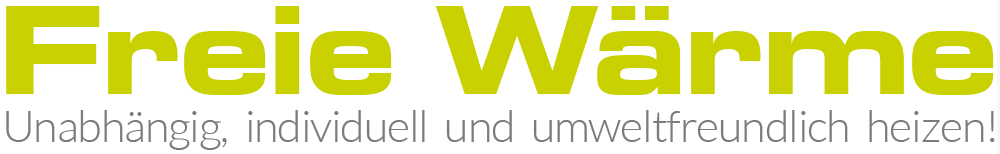 Freie Wärme
Unabhängig, individuell und umweltfreundlich heizen!